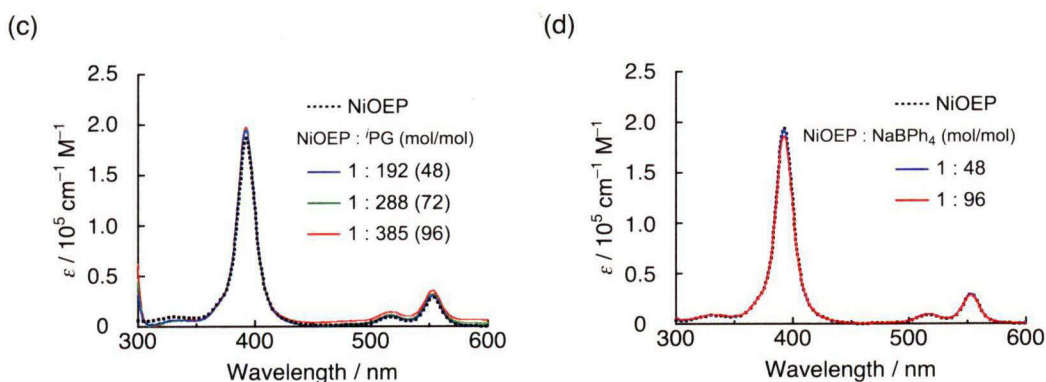 (c)
2.5
2.0
1.5
1.0
0.5
0
ε / 10⁵ cm⁻¹ M⁻¹
NiOEP
NiOEP : ⁱPG (mol/mol)
1 : 192 (48)
1 : 288 (72)
1 : 385 (96)
300 400 500 600
Wavelength / nm
(d)
2.5
2.0
1.5
1.0
0.5
0
ε / 10⁵ cm⁻¹ M⁻¹
NiOEP
NiOEP : NaBPh₄ (mol/mol)
1 : 48
1 : 96
300 400 500 600
Wavelength / nm